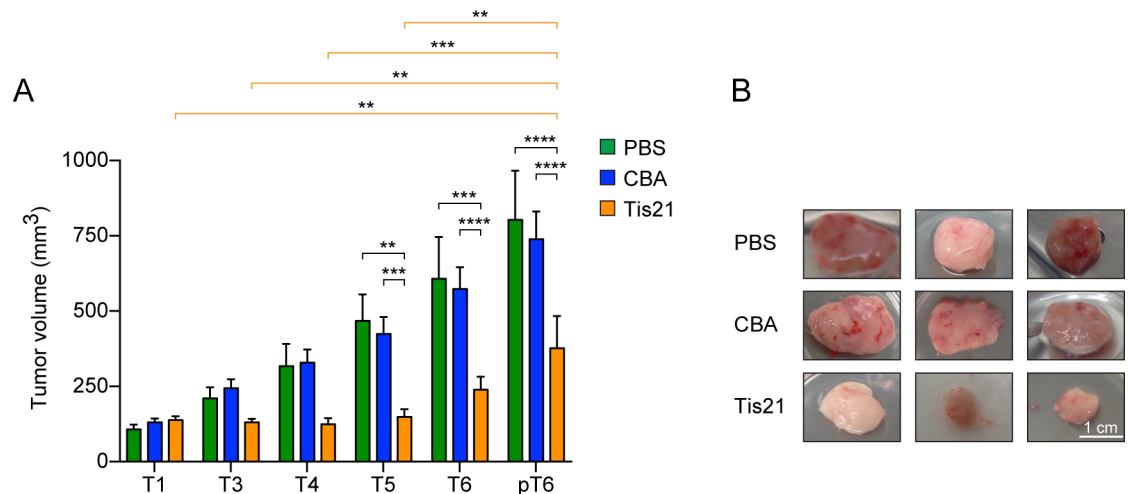 **
***
**
**
A
B
PBS
CBA
Tis21
Tumor volume (mm3)
1000
750
500
250
0
**
***
***
****
****
****
T1 T3 T4 T5 T6 pT6
PBS
CBA
Tis21
1 cm